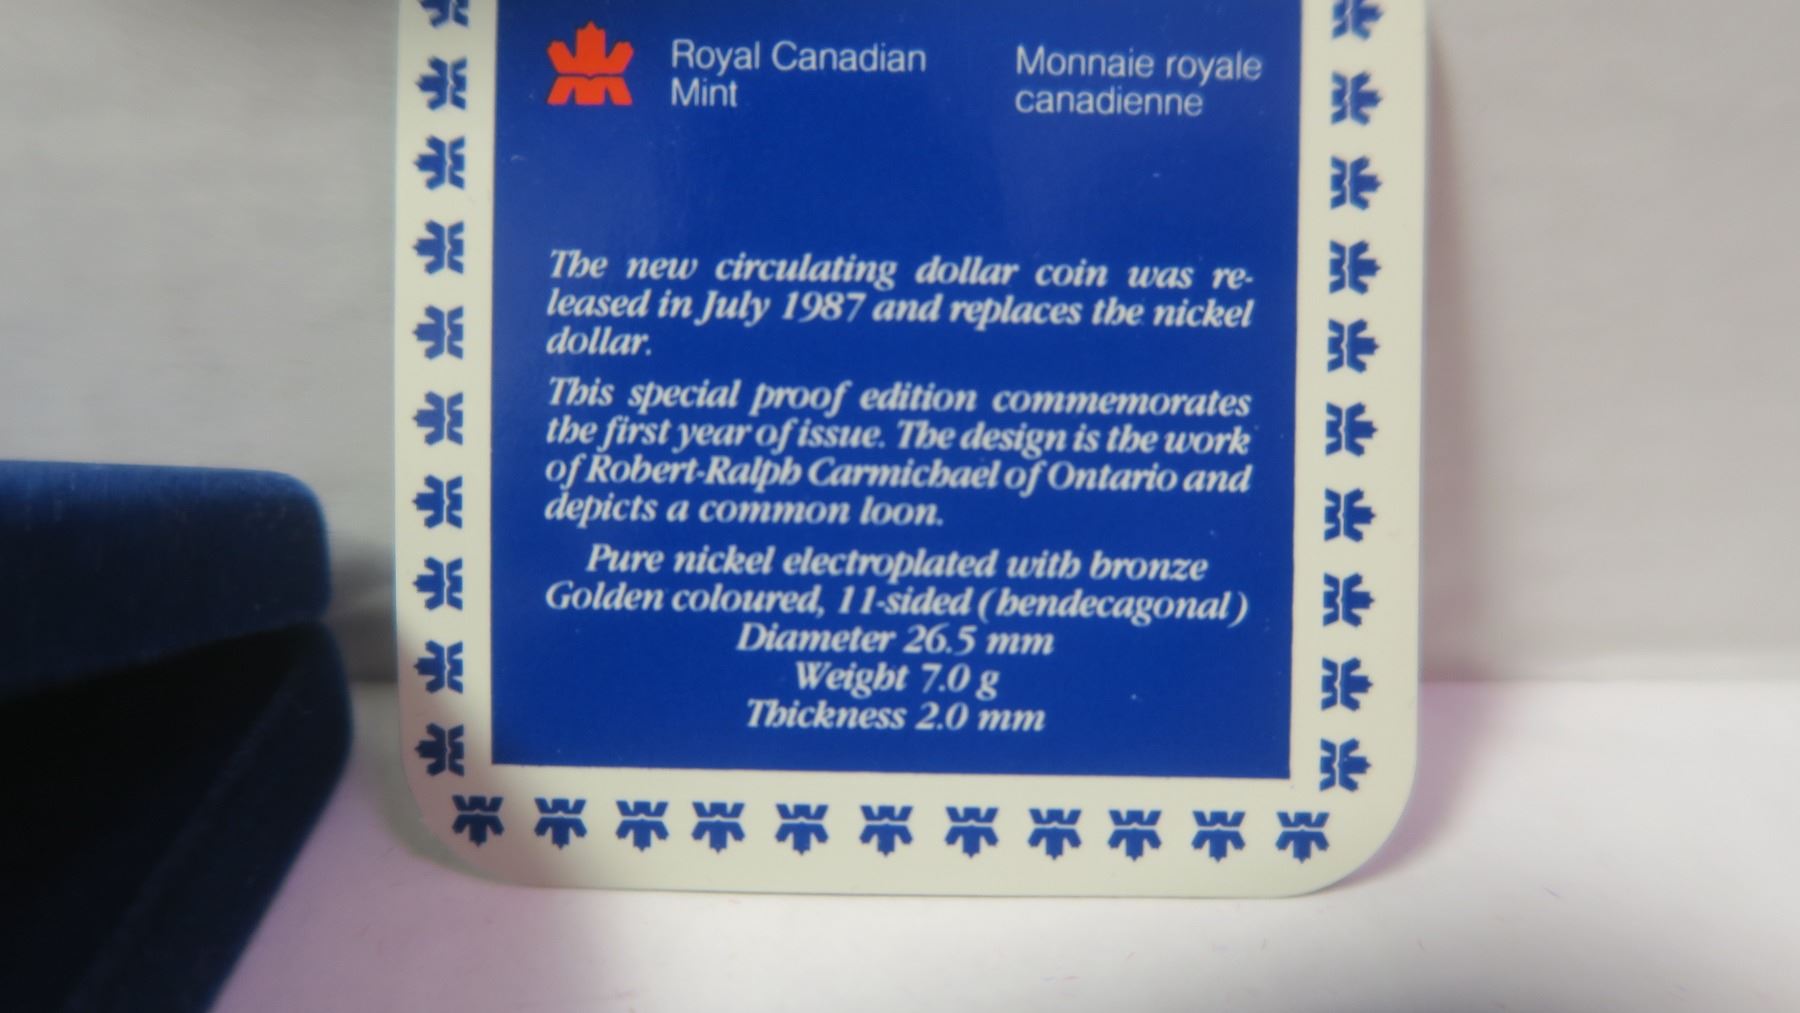 Royal Canadian
Mint
Monnaie royale
canadienne
The new circulating dollar coin was re-
leased in July 1987 and replaces the nickel
dollar.
This special proof edition commemorates
the first year of issue. The design is the work
of Robert-Ralph Carmichael of Ontario and
depicts a common loon.
Pure nickel electroplated with bronze
Golden coloured, 11-sided (hendecagonal)
Diameter 26.5 mm
Weight 7.0 g
Thickness 2.0 mm